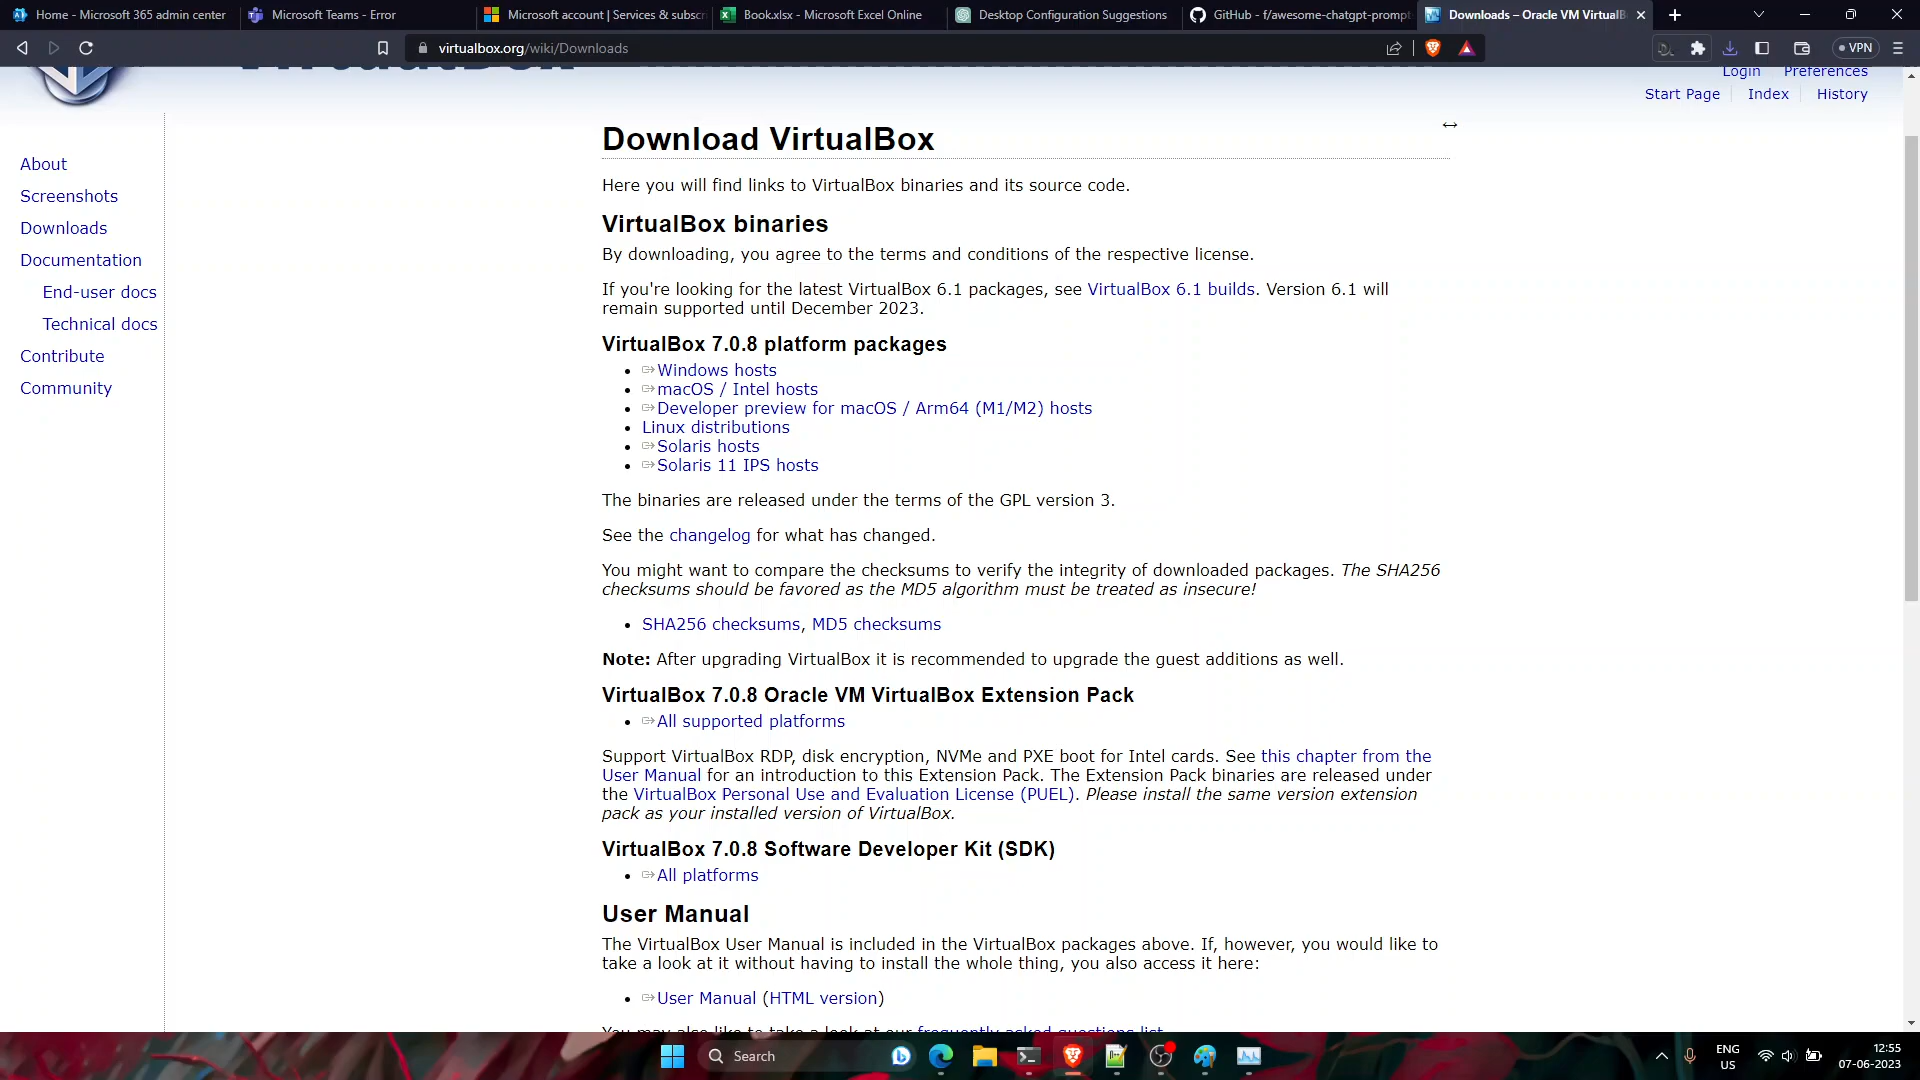 Home - Microsoft 365 admin center
Microsoft Teams - Error
Microsoft account | Services & subscr
Book.xlsx - Microsoft Excel Online
Desktop Configuration Suggestions
GitHub - f/awesome-chatgpt-prompt
Downloads – Oracle VM VirtualB
virtualbox.org/wiki/Downloads
VPN
Login
Preferences
Start Page
Index
History
About
Screenshots
Downloads
Documentation
End-user docs
Technical docs
Contribute
Community
Download VirtualBox
Here you will find links to VirtualBox binaries and its source code.
VirtualBox binaries
By downloading, you agree to the terms and conditions of the respective license.
If you're looking for the latest VirtualBox 6.1 packages, see VirtualBox 6.1 builds. Version 6.1 will
remain supported until December 2023.
VirtualBox 7.0.8 platform packages
Windows hosts
macOS / Intel hosts
Developer preview for macOS / Arm64 (M1/M2) hosts
Linux distributions
Solaris hosts
Solaris 11 IPS hosts
The binaries are released under the terms of the GPL version 3.
See the changelog for what has changed.
You might want to compare the checksums to verify the integrity of downloaded packages. The SHA256
checksums should be favored as the MD5 algorithm must be treated as insecure!
SHA256 checksums, MD5 checksums
Note: After upgrading VirtualBox it is recommended to upgrade the guest additions as well.
VirtualBox 7.0.8 Oracle VM VirtualBox Extension Pack
All supported platforms
Support VirtualBox RDP, disk encryption, NVMe and PXE boot for Intel cards. See this chapter from the
User Manual for an introduction to this Extension Pack. The Extension Pack binaries are released under
the VirtualBox Personal Use and Evaluation License (PUEL). Please install the same version extension
pack as your installed version of VirtualBox.
VirtualBox 7.0.8 Software Developer Kit (SDK)
All platforms
User Manual
The VirtualBox User Manual is included in the VirtualBox packages above. If, however, you would like to
take a look at it without having to install the whole thing, you also access it here:
User Manual (HTML version)
You may also like to take a look at our frequently asked questions list.
Search
ENG
US
12:55
07-06-2023